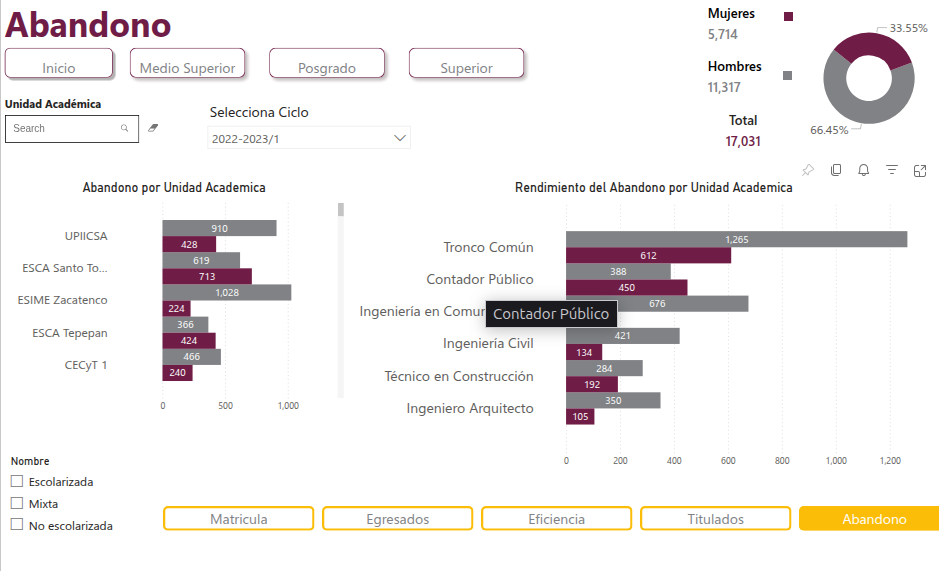 Abandono
Inicio
Medio Superior
Posgrado
Superior
Mujeres
5,714
Hombres
11,317
Total
17,031
33.55%
66.45%
Unidad Académica
Search
Selecciona Ciclo
2022-2023/1
Abandono por Unidad Academica
UPIICSA
910
428
ESCA Santo To...
619
713
ESIME Zacatenco
1,028
224
ESCA Tepepan
366
424
CECyT 1
466
240
0
500
1,000
Rendimiento del Abandono por Unidad Academica
Tronco Común
1,265
612
Contador Público
388
450
Ingeniería en Comun
676
Contador Público
Ingeniería Civil
421
134
Técnico en Construcción
284
192
Ingeniero Arquitecto
350
105
0
200
400
600
800
1,000
1,200
Nombre
Escolarizada
Mixta
No escolarizada
Matricula
Egresados
Eficiencia
Titulados
Abandono